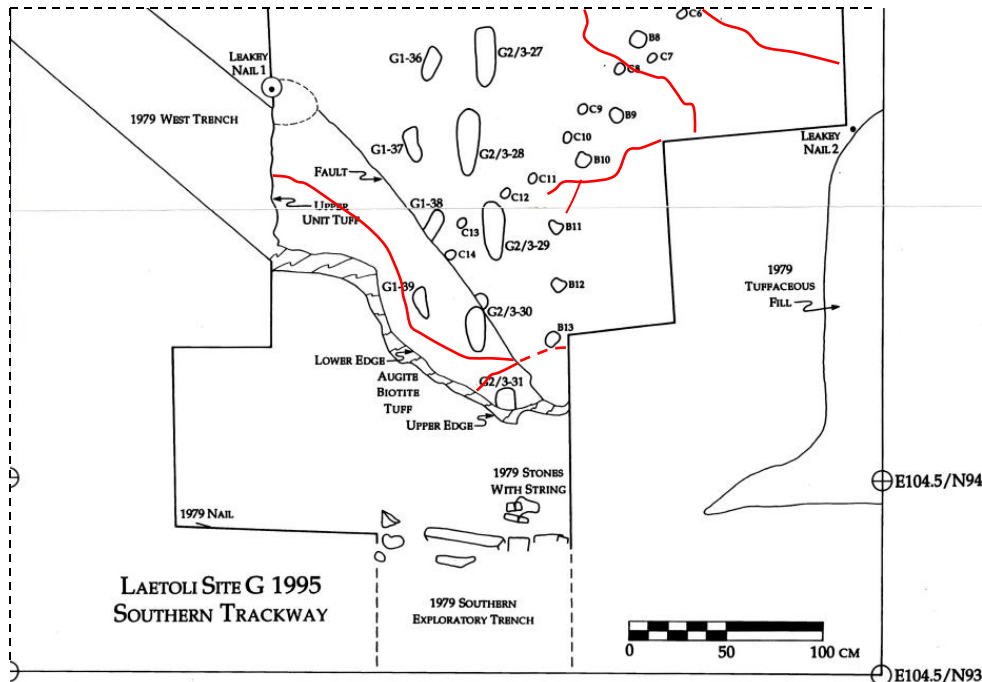 C6
B8
C7
C8
G1-36
G2/3-27
LEAKEY
NAIL 1
1979 WEST TRENCH
C9
B9
C10
B10
LEAKEY
NAIL 2
G1-37
G2/3-28
FAULT
C11
C12
UPPER
UNIT TUFF
G1-38
C13
C14
G2/3-29
B11
1979
TUFFACEOUS
FILL
B12
G1-39
G2/3-30
B13
LOWER EDGE
AUGITE
BIOTITE
TUFF
G2/3-31
UPPER EDGE
1979 STONES
WITH STRING
E104.5/N94
1979 NAIL
LAETOLI SITE G 1995
SOUTHERN TRACKWAY
1979 SOUTHERN
EXPLORATORY TRENCH
0 50 100 CM
E104.5/N93